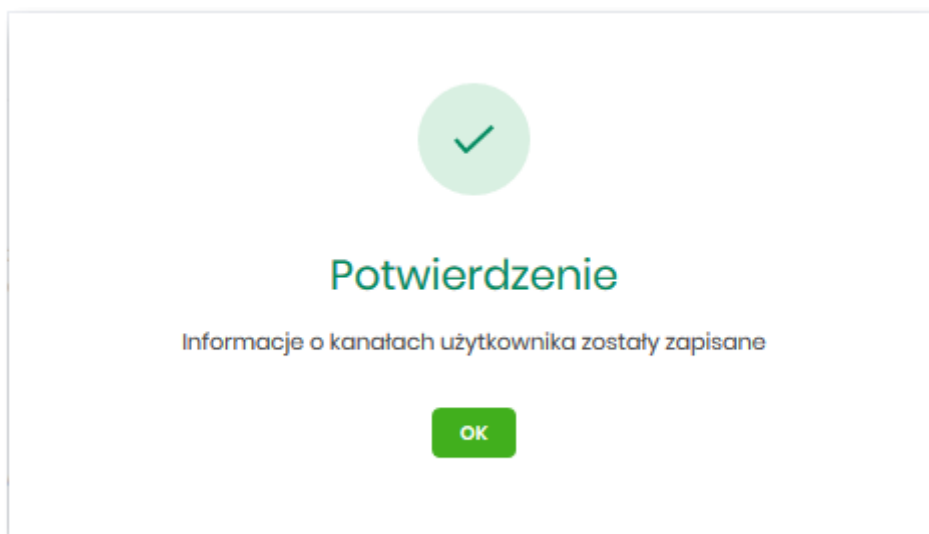 Potwierdzenie
Informacje o kanałach użytkownika zostały zapisane
OK